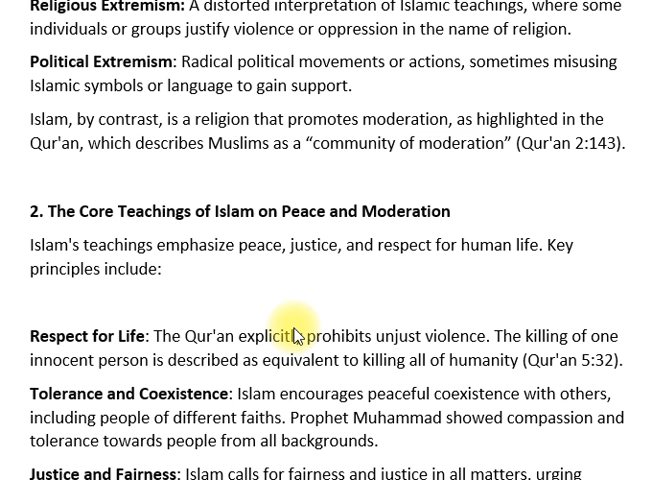 Religious Extremism: A distorted interpretation of Islamic teachings, where some
individuals or groups justify violence or oppression in the name of religion.
Political Extremism: Radical political movements or actions, sometimes misusing
Islamic symbols or language to gain support.
Islam, by contrast, is a religion that promotes moderation, as highlighted in the
Qur'an, which describes Muslims as a “community of moderation” (Qur'an 2:143).
2. The Core Teachings of Islam on Peace and Moderation
Islam's teachings emphasize peace, justice, and respect for human life. Key
principles include:
Respect for Life: The Qur'an explicitly prohibits unjust violence. The killing of one
innocent person is described as equivalent to killing all of humanity (Qur'an 5:32).
Tolerance and Coexistence: Islam encourages peaceful coexistence with others,
including people of different faiths. Prophet Muhammad showed compassion and
tolerance towards people from all backgrounds.
Justice and Fairness: Islam calls for fairness and justice in all matters, urging